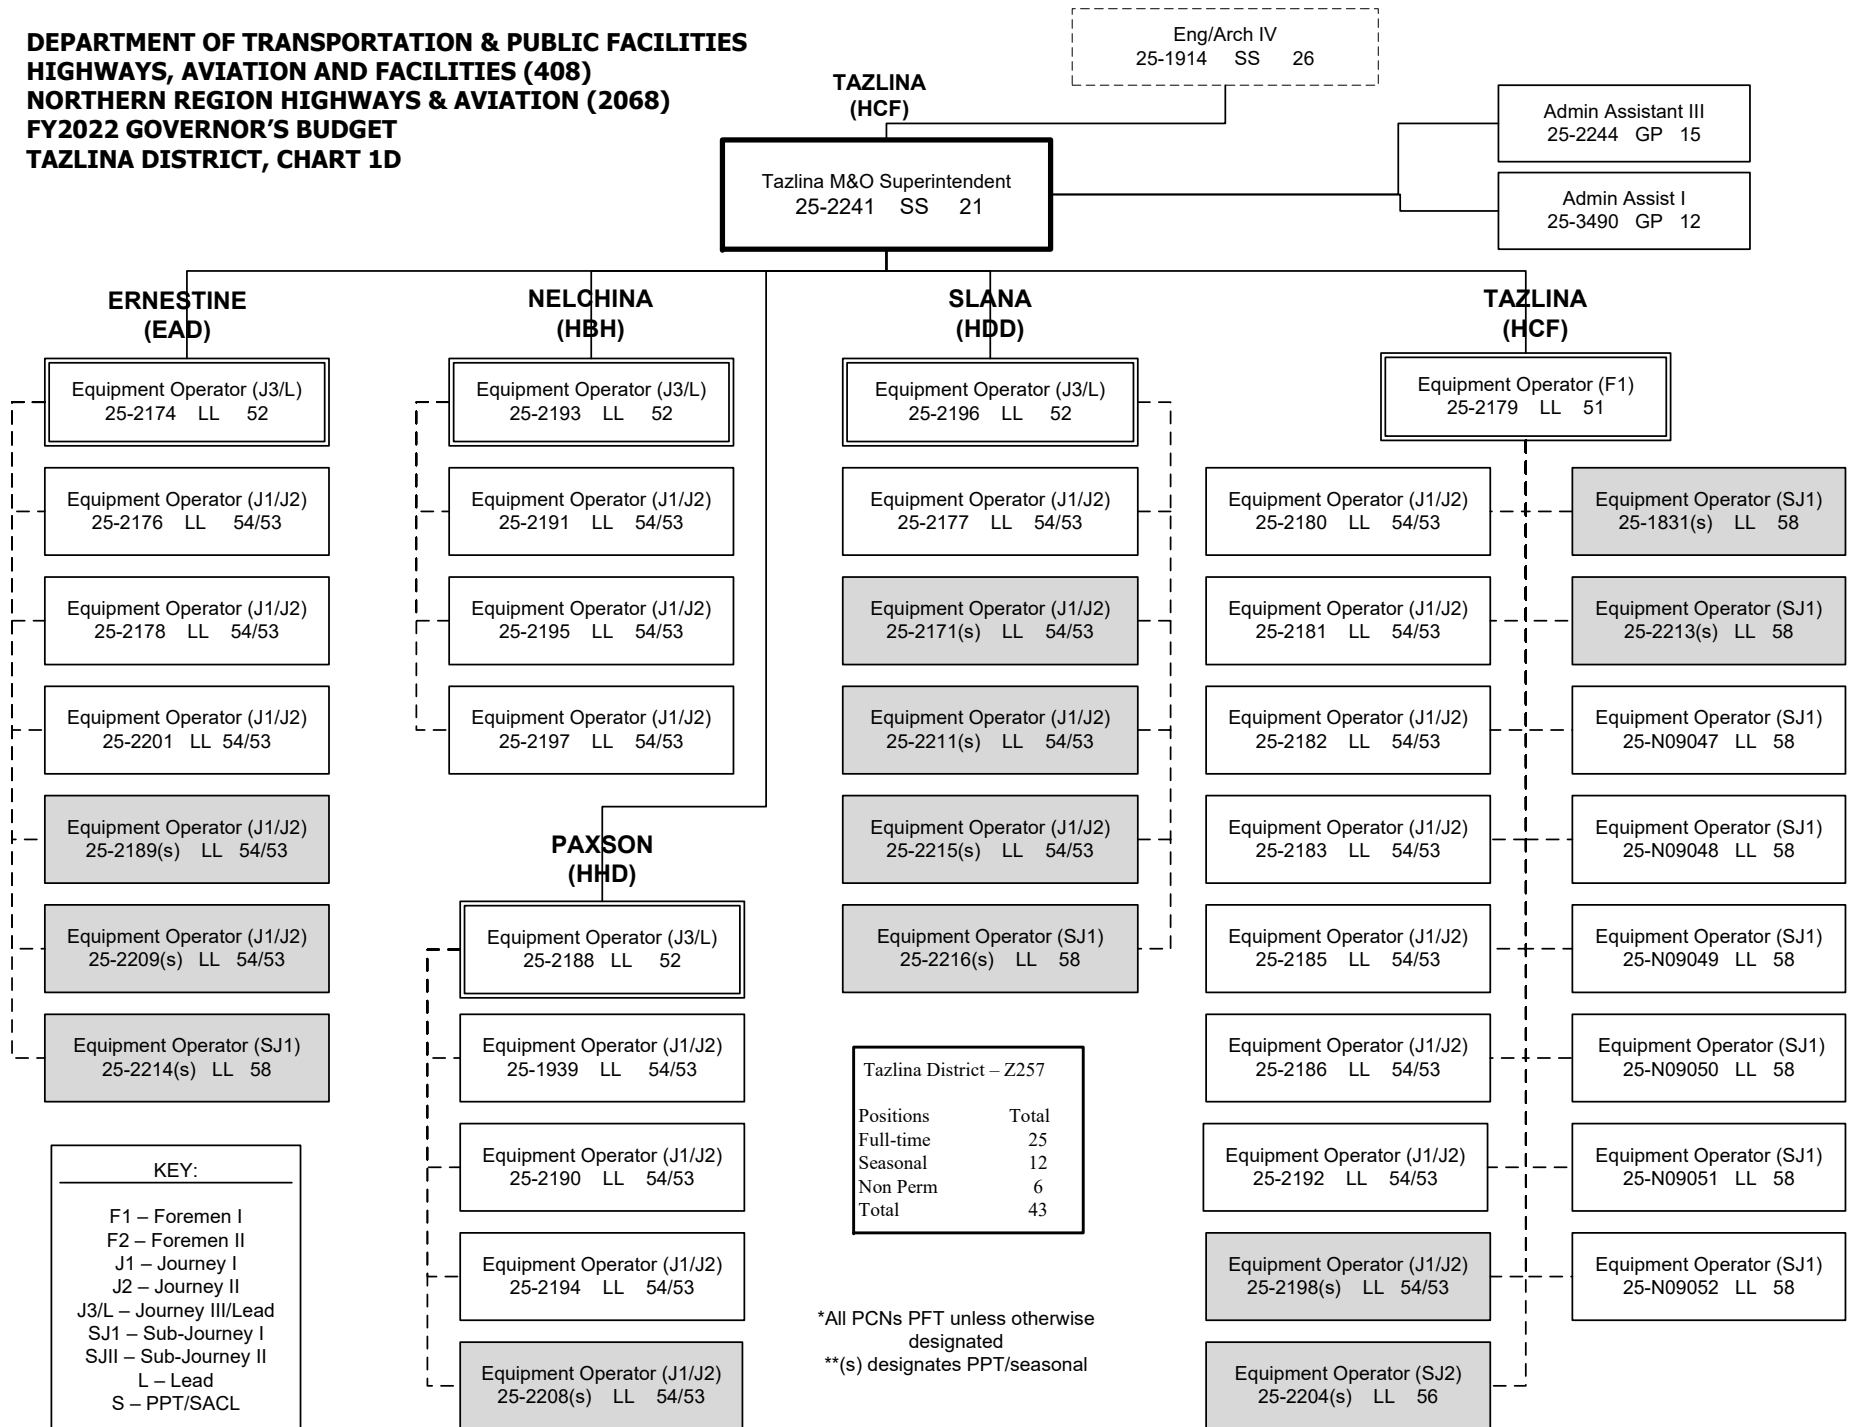 DEPARTMENT OF TRANSPORTATION & PUBLIC FACILITIES
HIGHWAYS, AVIATION AND FACILITIES (408)
NORTHERN REGION HIGHWAYS & AVIATION (2068)
FY2022 GOVERNOR'S BUDGET
TAZLINA DISTRICT, CHART 1D
Eng/Arch IV
25-1914 SS 26
TAZLINA
(HCF)
Tazlina M&O Superintendent
25-2241 SS 21
Admin Assistant III
25-2244 GP 15
Admin Assist I
25-3490 GP 12
ERNESTINE
(EAD)
Equipment Operator (J3/L)
25-2174 LL 52
Equipment Operator (J1/J2)
25-2176 LL 54/53
Equipment Operator (J1/J2)
25-2178 LL 54/53
Equipment Operator (J1/J2)
25-2201 LL 54/53
Equipment Operator (J1/J2)
25-2189(s) LL 54/53
Equipment Operator (J1/J2)
25-2209(s) LL 54/53
Equipment Operator (SJ1)
25-2214(s) LL 58
KEY:
F1 – Foremen I
F2 – Foremen II
J1 – Journey I
J2 – Journey II
J3/L – Journey III/Lead
SJ1 – Sub-Journey I
SJII – Sub-Journey II
L – Lead
S – PPT/SACL
NELCHINA
(HBH)
Equipment Operator (J3/L)
25-2193 LL 52
Equipment Operator (J1/J2)
25-2191 LL 54/53
Equipment Operator (J1/J2)
25-2195 LL 54/53
Equipment Operator (J1/J2)
25-2197 LL 54/53
PAXSON
(HHD)
Equipment Operator (J3/L)
25-2188 LL 52
Equipment Operator (J1/J2)
25-1939 LL 54/53
Equipment Operator (J1/J2)
25-2190 LL 54/53
Equipment Operator (J1/J2)
25-2194 LL 54/53
Equipment Operator (J1/J2)
25-2208(s) LL 54/53
SLANA
(HDD)
Equipment Operator (J3/L)
25-2196 LL 52
Equipment Operator (J1/J2)
25-2177 LL 54/53
Equipment Operator (J1/J2)
25-2171(s) LL 54/53
Equipment Operator (J1/J2)
25-2211(s) LL 54/53
Equipment Operator (J1/J2)
25-2215(s) LL 54/53
Equipment Operator (SJ1)
25-2216(s) LL 58
Tazlina District – Z257
Positions Total
Full-time 25
Seasonal 12
Non Perm 6
Total 43
*All PCNs PFT unless otherwise
designated
**(s) designates PPT/seasonal
TAZLINA
(HCF)
Equipment Operator (F1)
25-2179 LL 51
Equipment Operator (J1/J2)
25-2180 LL 54/53
Equipment Operator (J1/J2)
25-2181 LL 54/53
Equipment Operator (J1/J2)
25-2182 LL 54/53
Equipment Operator (J1/J2)
25-2183 LL 54/53
Equipment Operator (J1/J2)
25-2185 LL 54/53
Equipment Operator (J1/J2)
25-2186 LL 54/53
Equipment Operator (J1/J2)
25-2192 LL 54/53
Equipment Operator (J1/J2)
25-2198(s) LL 54/53
Equipment Operator (SJ2)
25-2204(s) LL 56
Equipment Operator (SJ1)
25-1831(s) LL 58
Equipment Operator (SJ1)
25-2213(s) LL 58
Equipment Operator (SJ1)
25-N09047 LL 58
Equipment Operator (SJ1)
25-N09048 LL 58
Equipment Operator (SJ1)
25-N09049 LL 58
Equipment Operator (SJ1)
25-N09050 LL 58
Equipment Operator (SJ1)
25-N09051 LL 58
Equipment Operator (SJ1)
25-N09052 LL 58